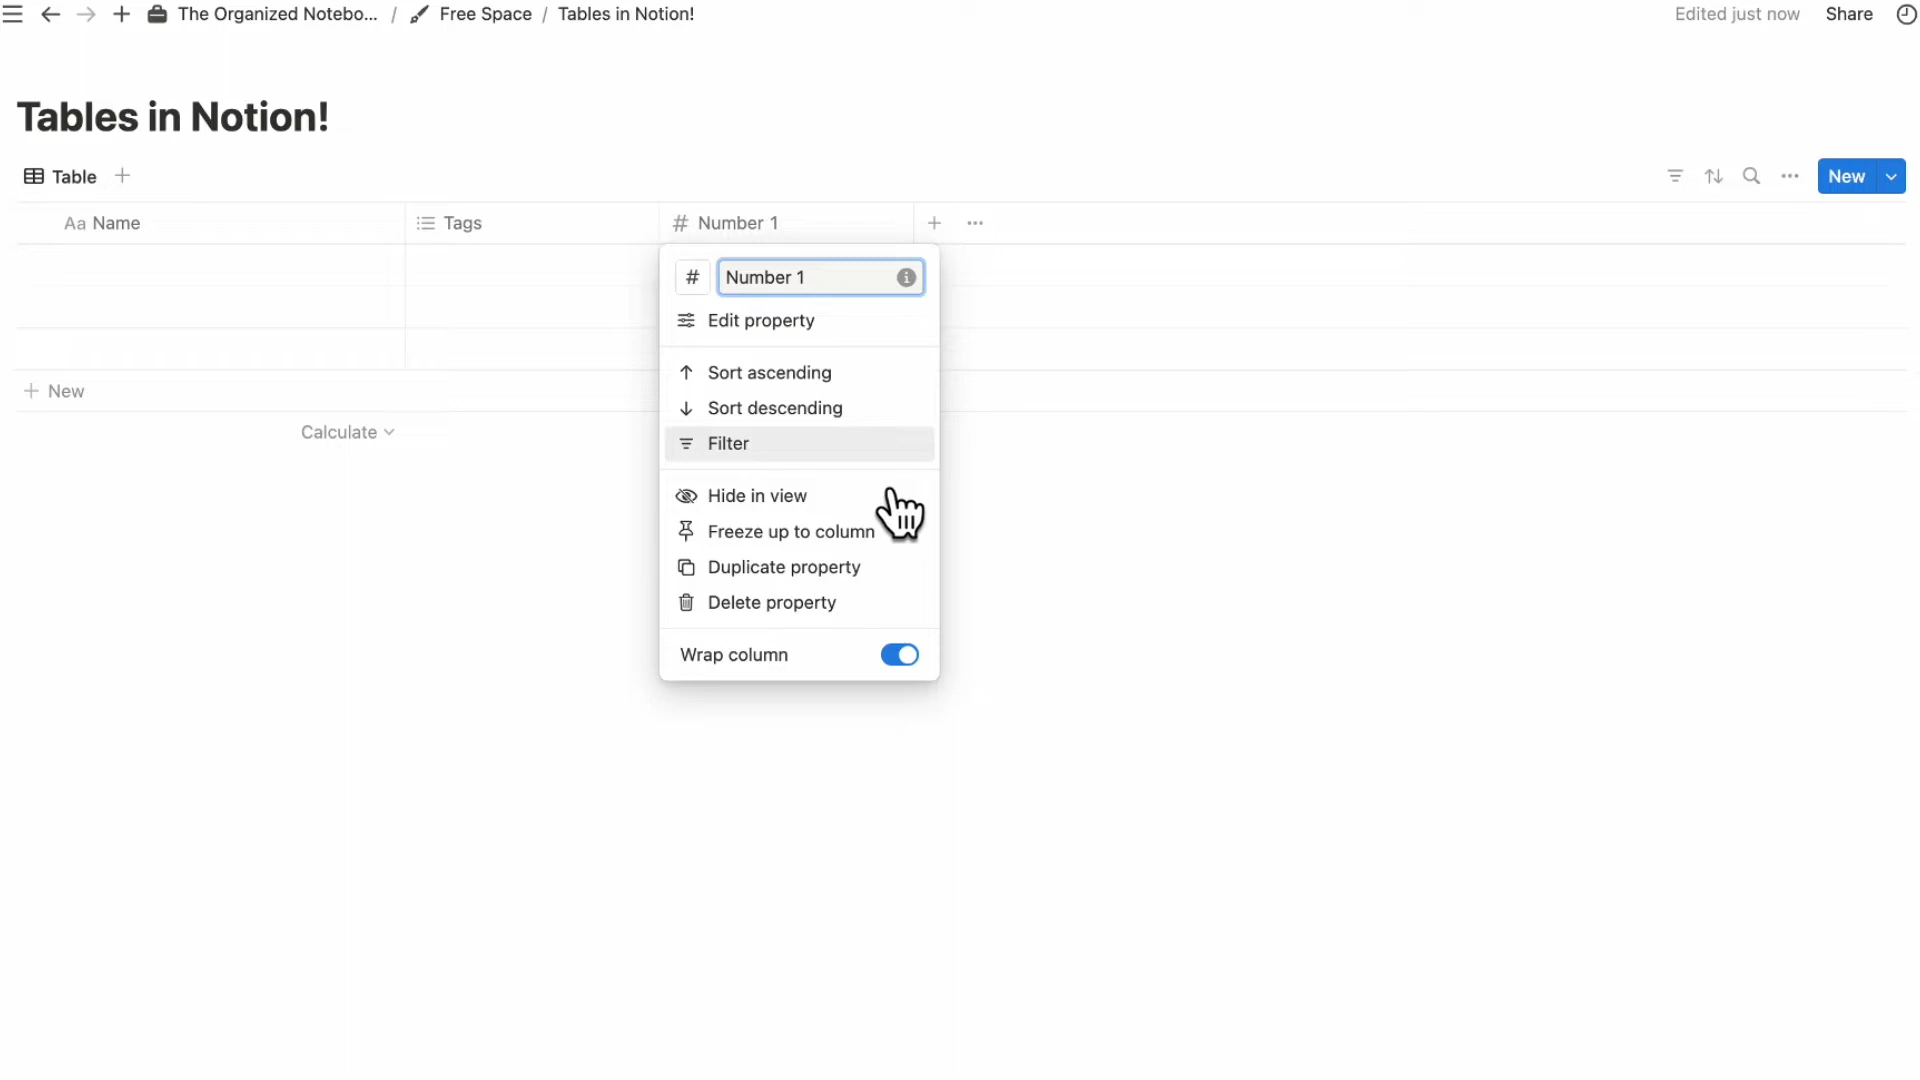 The Organized Notebo... / Free Space / Tables in Notion! Edited just now Share
Tables in Notion!
Table New
Aa Name Tags # Number 1
# Number 1
Edit property
Sort ascending
Sort descending
Filter
Hide in view
Freeze up to column
Duplicate property
Delete property
Wrap column
+ New
Calculate